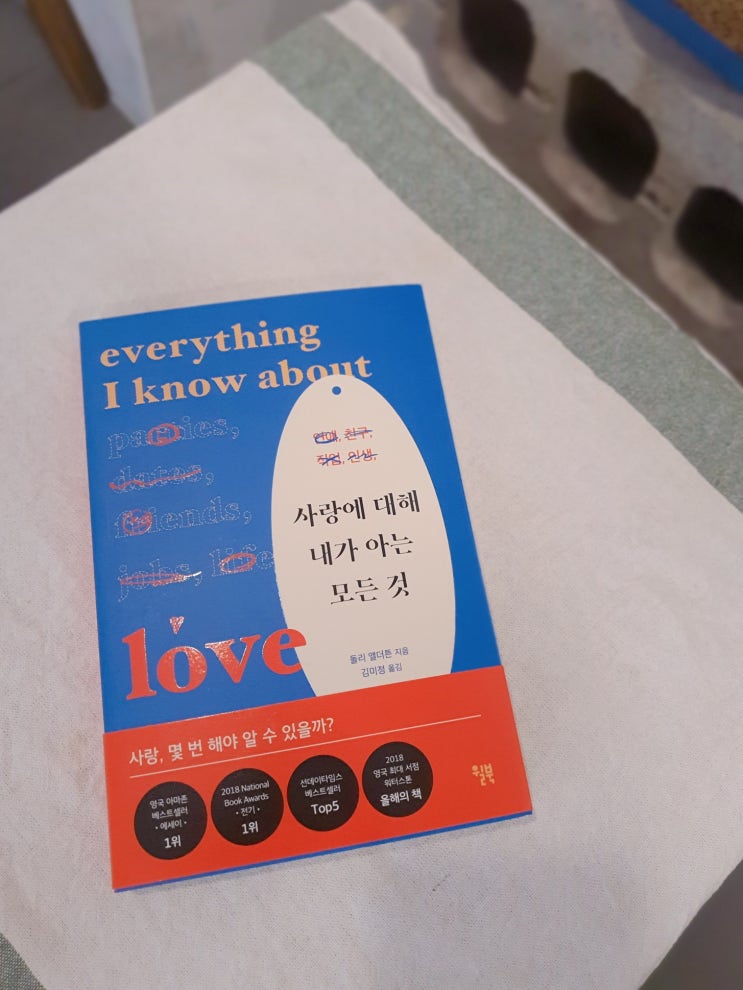 everything
I know about
parties,
dates,
friends,
jobs, life
love
연애, 친구,
직업, 인생,
사랑에 대해
내가 아는
모든 것
돌리 앨더튼 지음
김미정 옮김
사랑, 몇 번 해야 알 수 있을까?
영국 아마존
베스트셀러
• 에세이 •
1위
2018 National
Book Awards
• 전기 •
1위
선데이타임스
베스트셀러
Top5
2018
영국 최대 서점
워터스톤
올해의 책
윌북